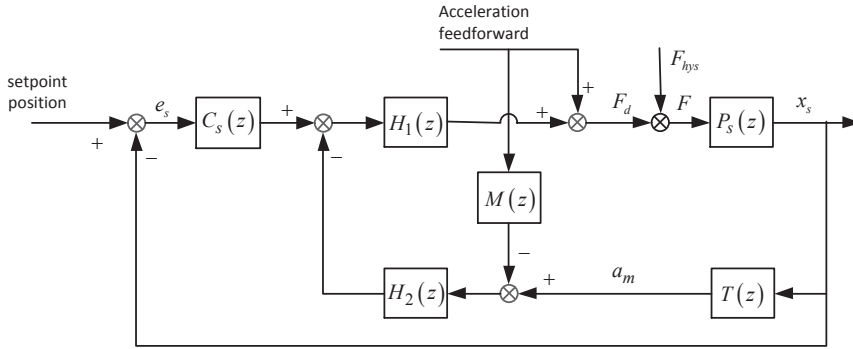 Acceleration
feedforward
setpoint
position
e_s
C_s(z)
+
H_1(z)
+
+
F_d
F_hys
F
P_s(z)
x_s
+
−
−
M(z)
−
+
a_m
H_2(z)
T(z)